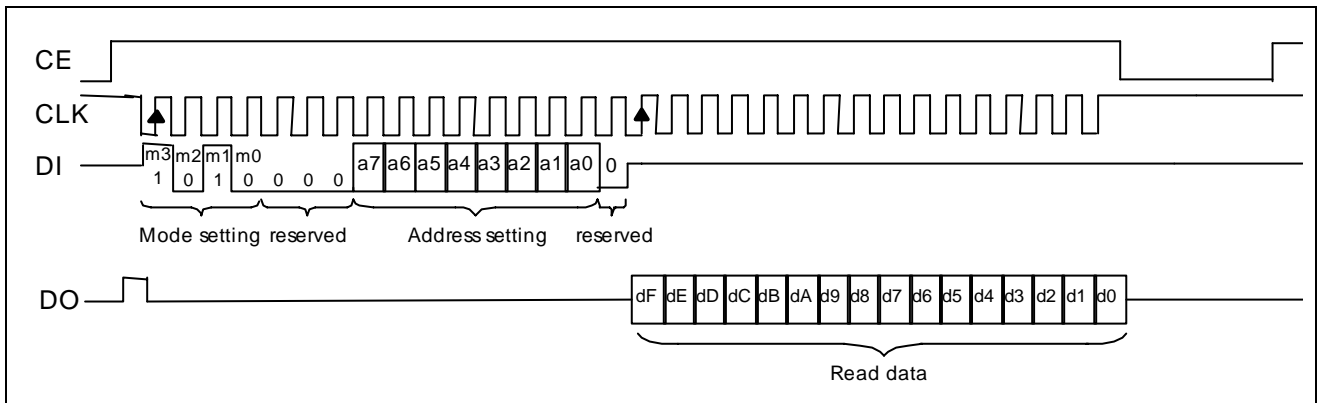 CE
CLK
DI m3 m2 m1 m0 a7 a6 a5 a4 a3 a2 a1 a0 0
1 0 1 0 0 0 0
Mode setting reserved Address setting reserved
DO dF dE dD dC dB dA d9 d8 d7 d6 d5 d4 d3 d2 d1 d0
Read data